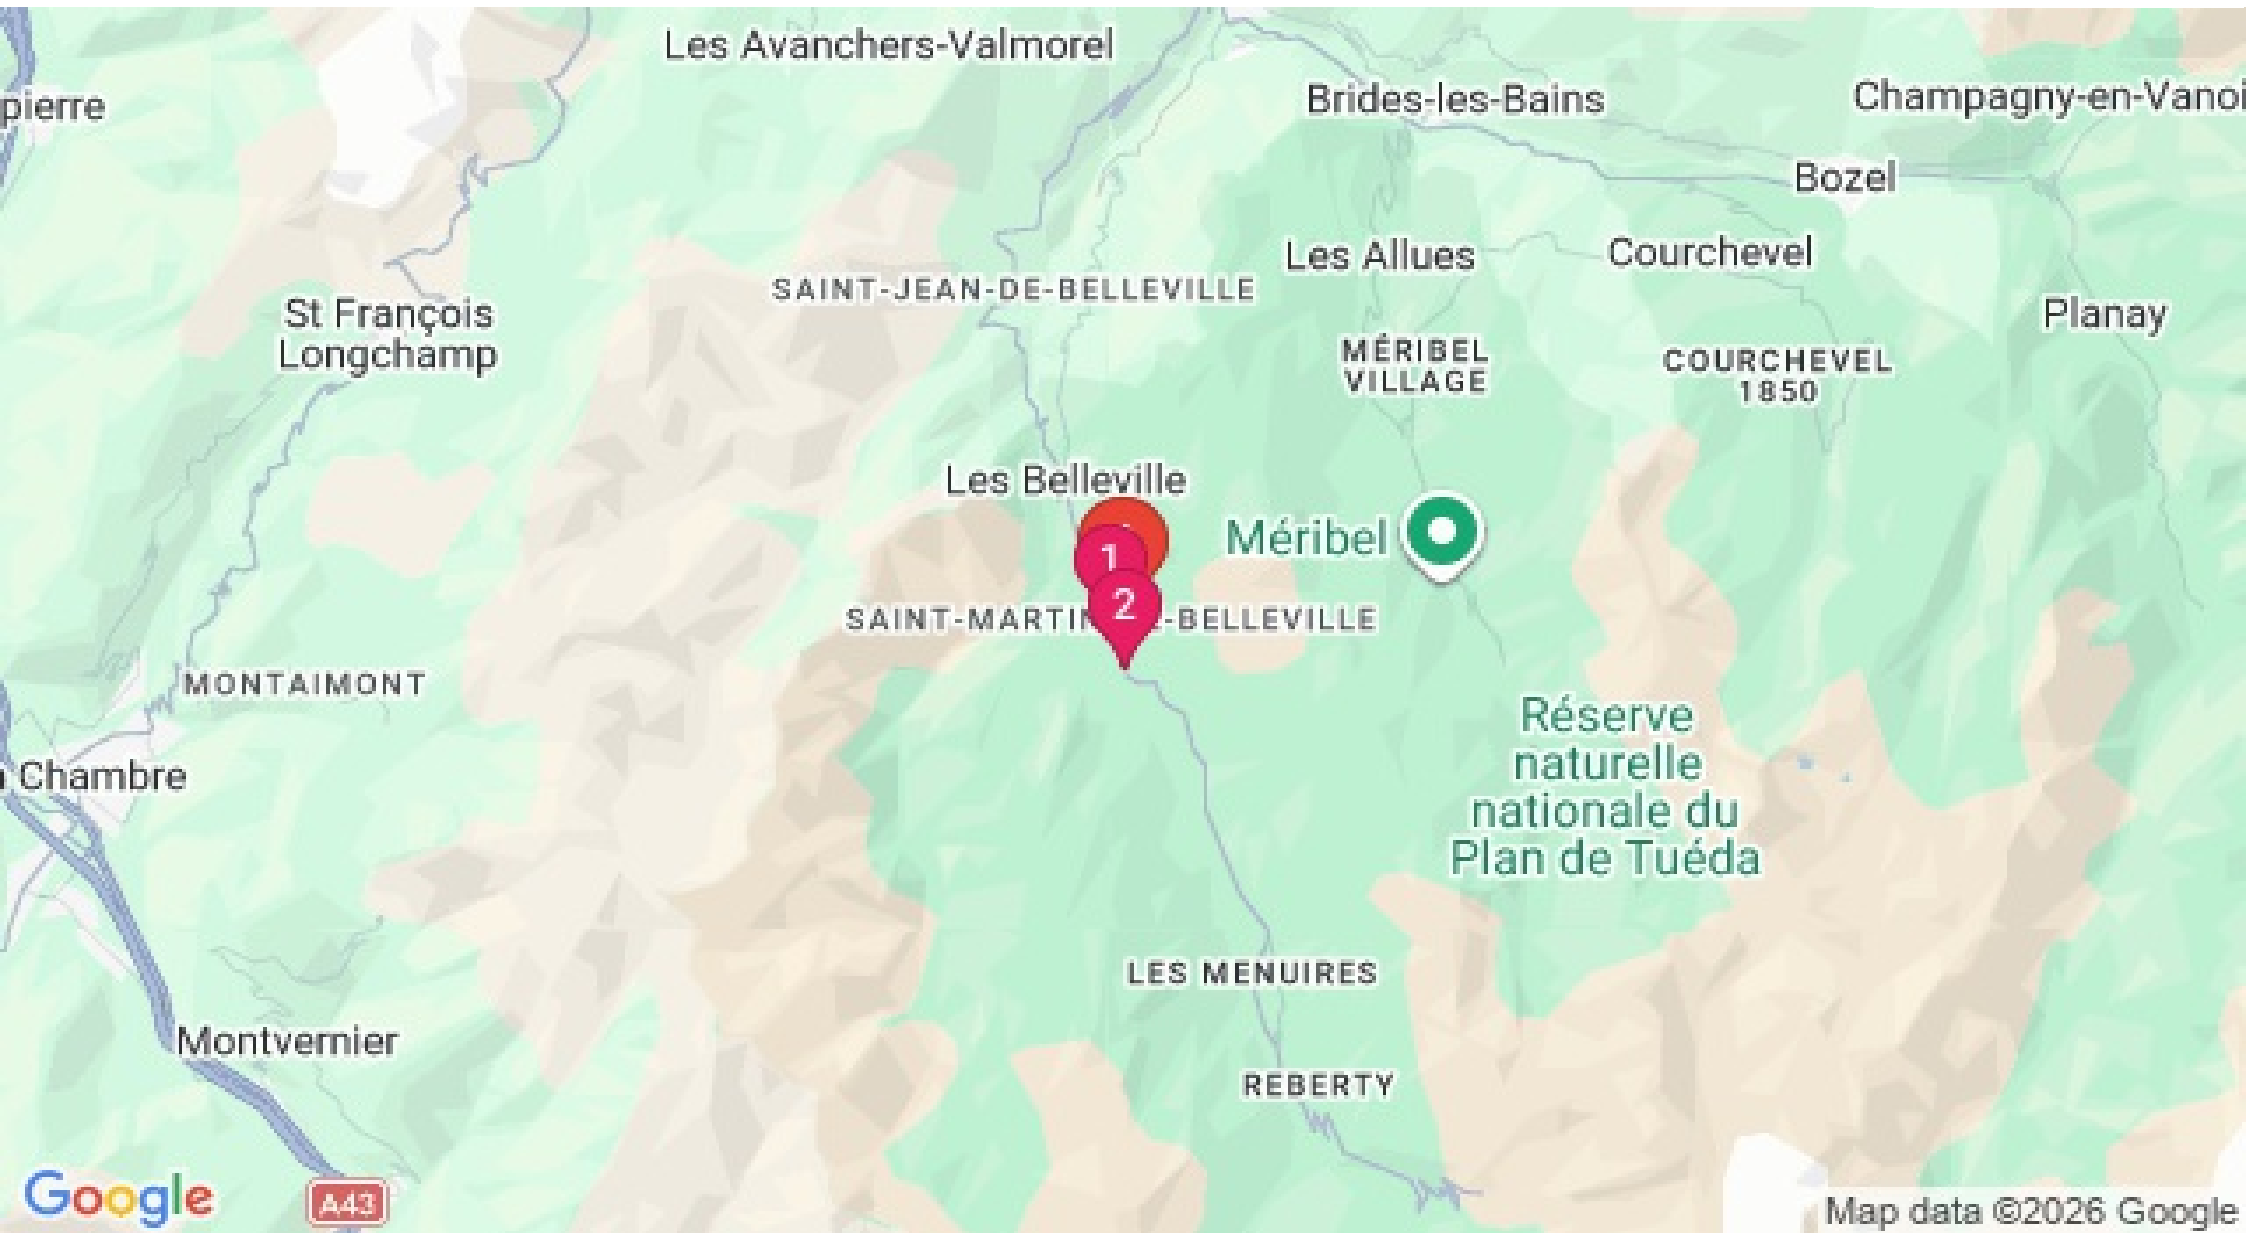 Les Avanchers-Valmorel
Brides-les-Bains
Champagny-en-Vanoi
pierre
Bozel
Les Allues
Courchevel
SAINT-JEAN-DE-BELLEVILLE
St François
Longchamp
Planay
MÉRIBEL
VILLAGE
COURCHEVEL
1850
Les Belleville
Méribel
1
2
SAINT-MARTIN
-BELLEVILLE
MONTAIMONT
Réserve
naturelle
nationale du
Plan de Tuéda
Chambre
LES MENUIRES
Montvernier
REBERTY
Google
A43
Map data ©2026 Google